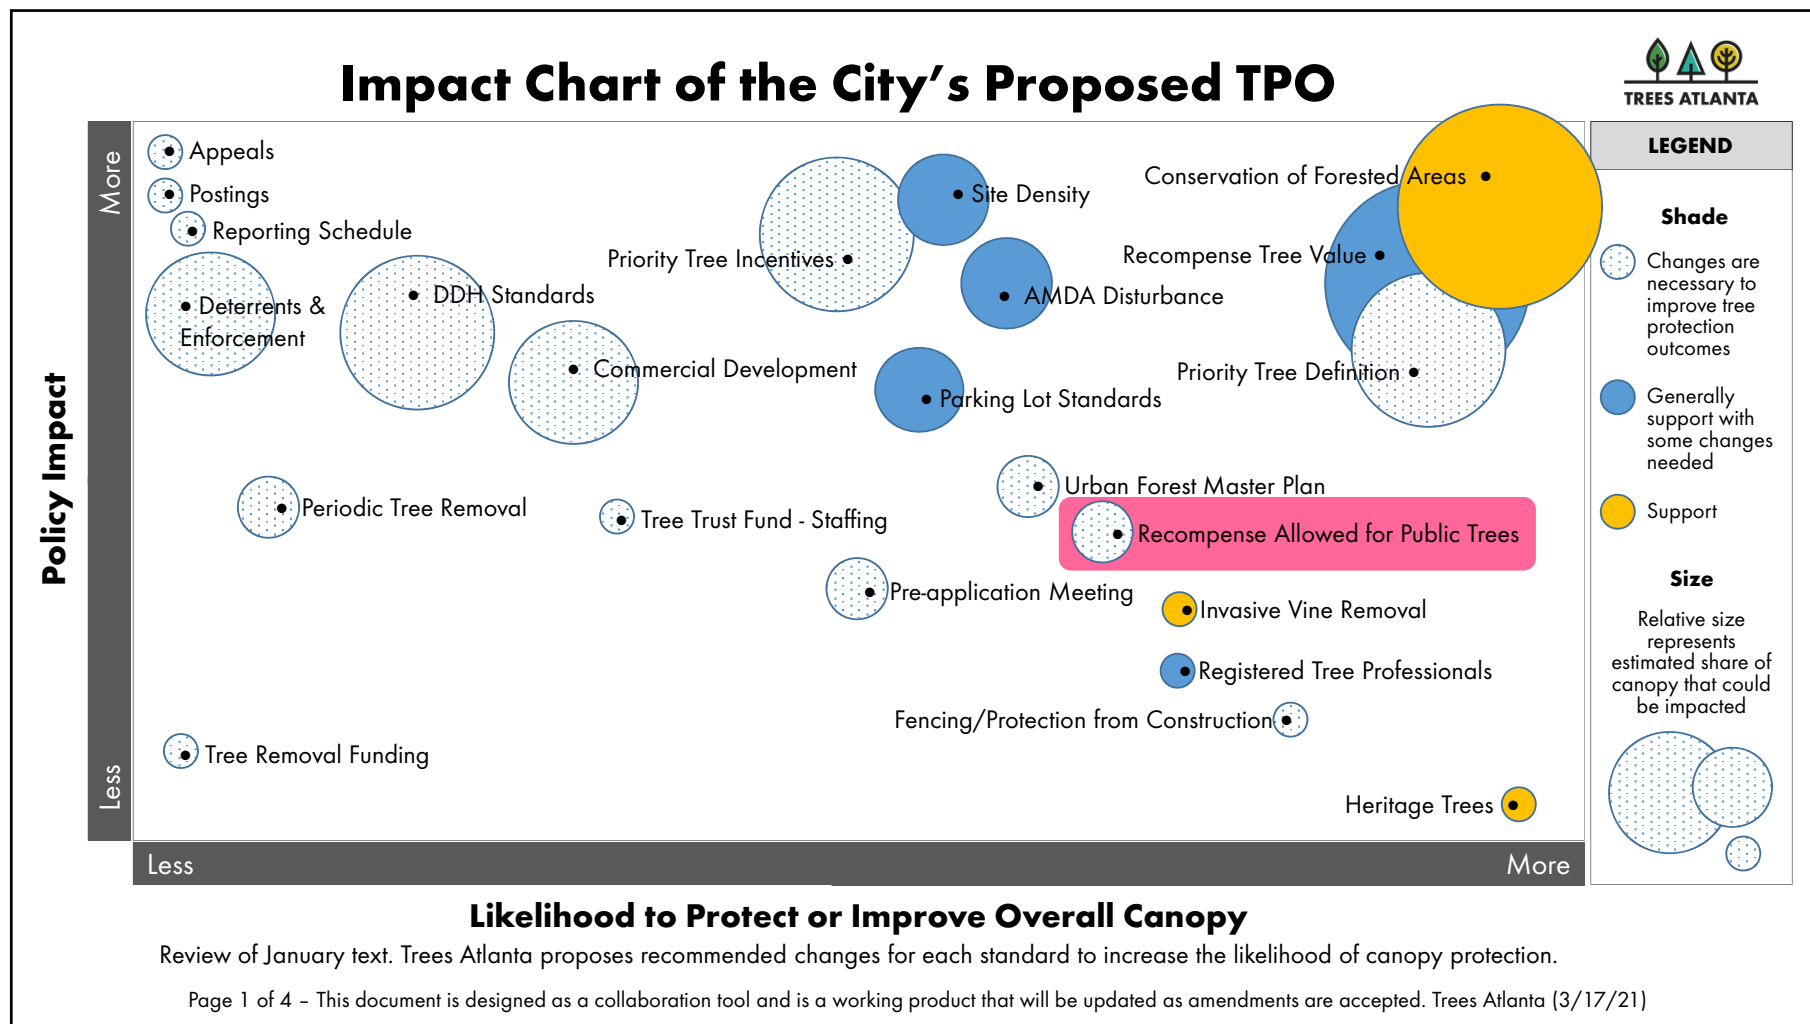 Impact Chart of the City's Proposed TPO
TREES ATLANTA
More
Policy Impact
Less
Appeals
Postings
Reporting Schedule
Deterrents &
Enforcement
DDH Standards
Commercial Development
Priority Tree Incentives
Site Density
AMDA Disturbance
Parking Lot Standards
Conservation of Forested Areas
Recompense Tree Value
Priority Tree Definition
Periodic Tree Removal
Tree Trust Fund - Staffing
Urban Forest Master Plan
Recompense Allowed for Public Trees
Pre-application Meeting
Invasive Vine Removal
Registered Tree Professionals
Fencing/Protection from Construction
Tree Removal Funding
Heritage Trees
Less
More
Likelihood to Protect or Improve Overall Canopy
LEGEND
Shade
Changes are
necessary to
improve tree
protection
outcomes
Generally
support with
some changes
needed
Support
Size
Relative size
represents
estimated share of
canopy that could
be impacted
Review of January text. Trees Atlanta proposes recommended changes for each standard to increase the likelihood of canopy protection.
Page 1 of 4 – This document is designed as a collaboration tool and is a working product that will be updated as amendments are accepted. Trees Atlanta (3/17/21)